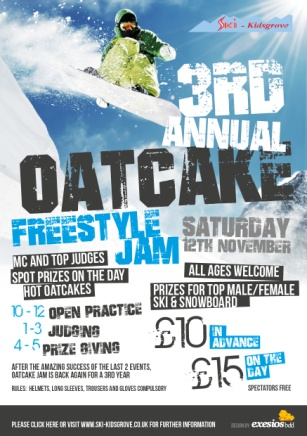 Ski - Kidsgrove
3RD
ANNUAL
OATCAKE
FREESTYLE
JAM
SATURDAY
12TH NOVEMBER
MC AND TOP JUDGES
SPOT PRIZES ON THE DAY
HOT OATCAKES
ALL AGES WELCOME
PRIZES FOR TOP MALE/FEMALE
SKI & SNOWBOARD
10 - 12 OPEN PRACTICE
1-3 JUDGING
4 - 5 PRIZE GIVING
£10 IN ADVANCE
£15 ON THE DAY
AFTER THE AMAZING SUCCESS OF THE LAST 2 EVENTS,
OATCAKE JAM IS BACK AGAIN FOR A 3RD YEAR
SPECTATORS FREE
RULES: HELMETS, LONG SLEEVES, TROUSERS AND GLOVES COMPULSORY
PLEASE CLICK HERE OR VISIT WWW.SKI-KIDSGROVE.CO.UK FOR FURTHER INFORMATION
DESIGN BY exesios bdd